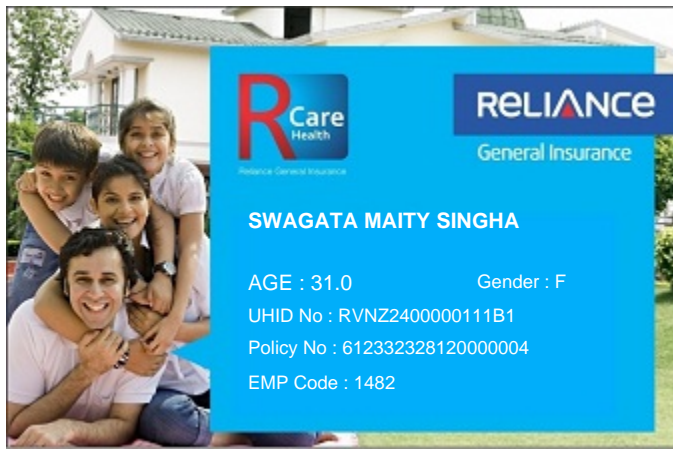 R Care
Health
Reliance General Insurance
RELIANCE
General Insurance
SWAGATA MAITY SINGHA
AGE : 31.0 Gender : F
UHID No : RVNZ2400000111B1
Policy No : 612332328120000004
EMP Code : 1482